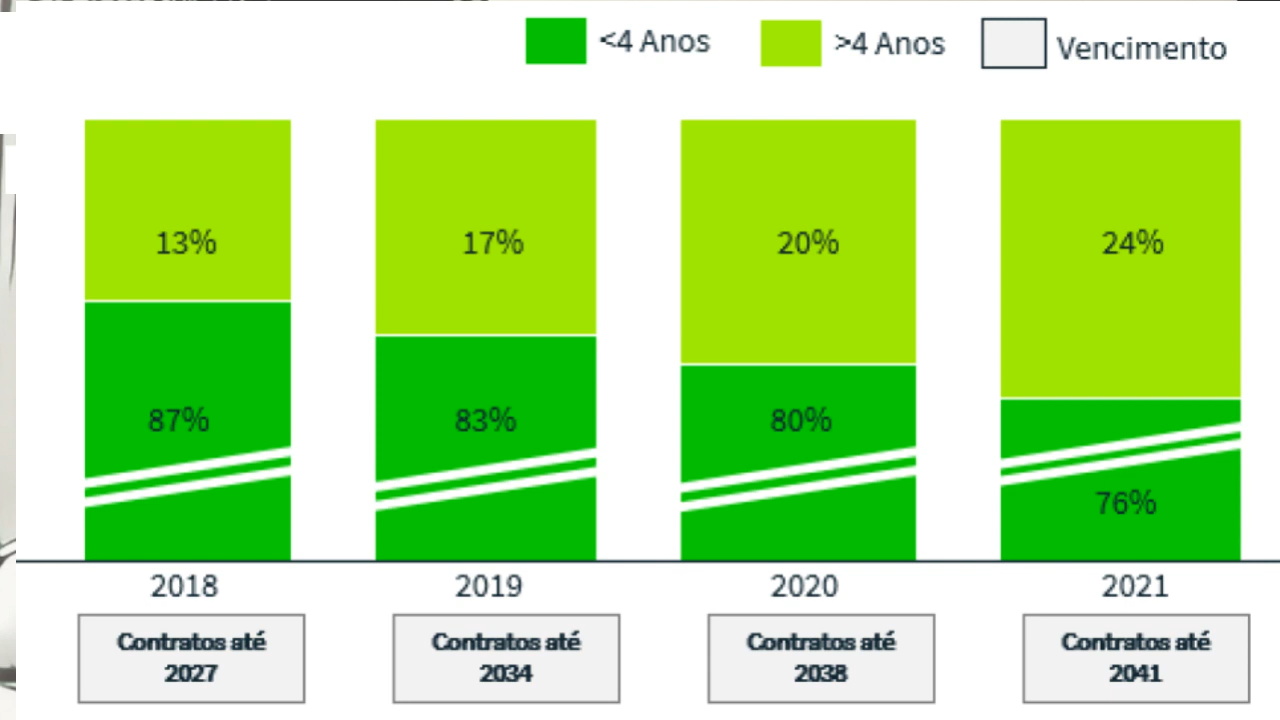 <4 Anos >4 Anos Vencimento
13% 17% 20% 24%
87% 83% 80%
76%
2018 2019 2020 2021
Contratos até Contratos até Contratos até Contratos até
2027 2034 2038 2041